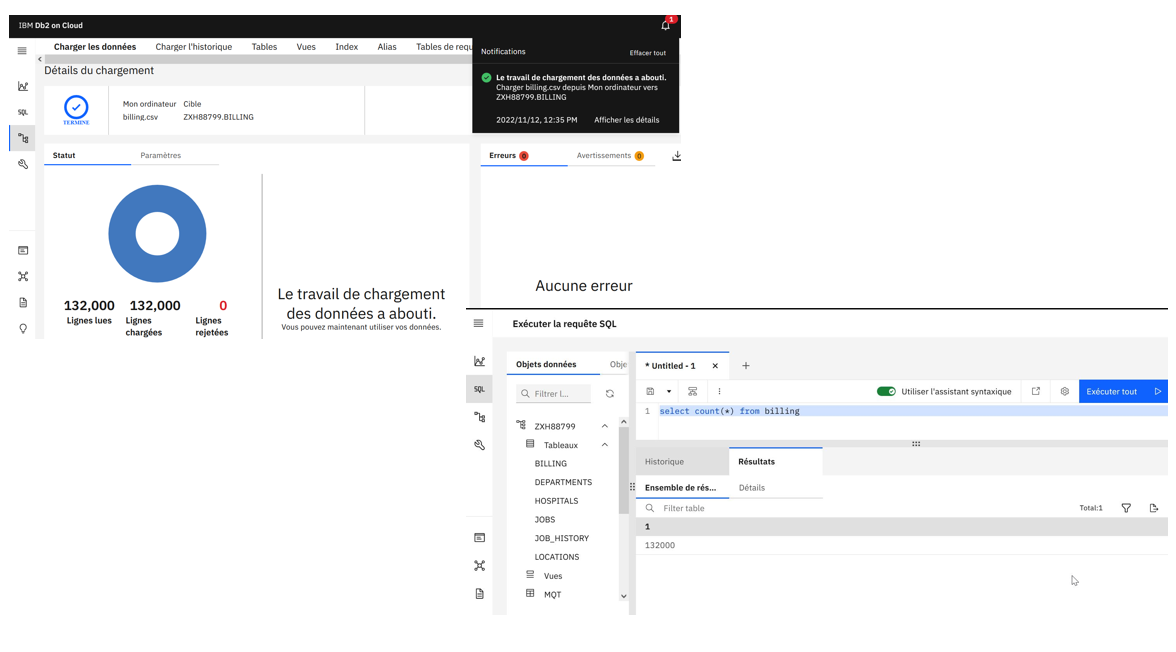 IBM Db2 on Cloud
1
Charger les données
Charger l'historique
Tables
Vues
Index
Alias
Tables de requ
Notifications
Effacer tout
Le travail de chargement des données a abouti.
Charger billing.csv depuis Mon ordinateur vers
ZXH88799.BILLING
2022/11/12, 12:35 PM
Afficher les détails
Détails du chargement
TERMINE
Mon ordinateur
billing.csv
Cible
ZXH88799.BILLING
SQL
Statut
Paramètres
132,000
Lignes lues
132,000
Lignes
chargées
0
Lignes
rejetées
Le travail de chargement
des données a abouti.
Vous pouvez maintenant utiliser vos données.
Erreurs 0
Avertissements 0
Aucune erreur
Exécuter la requête SQL
SQL
Objets données
Obje
Filtrer l...
ZXH88799
Tableaux
BILLING
DEPARTMENTS
HOSPITALS
JOBS
JOB_HISTORY
LOCATIONS
Vues
MQT
* Untitled - 1
Utiliser l'assistant syntaxique
Exécuter tout
1 select count(*) from billing
Historique
Résultats
Ensemble de rés...
Détails
Filter table
Total:1
1
132000